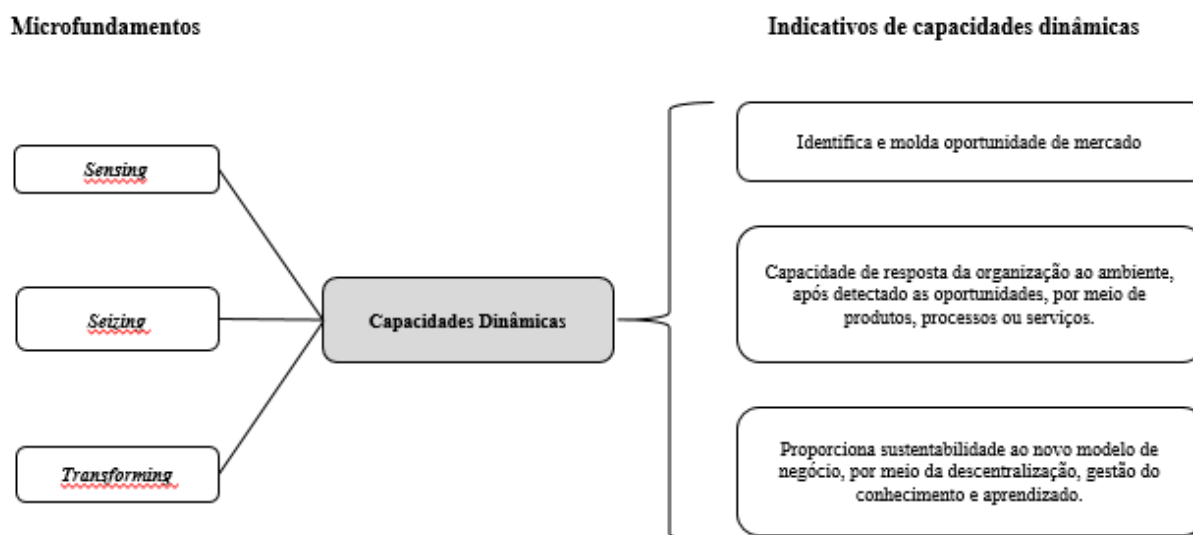 Microfundamentos
Indicativos de capacidades dinâmicas
Sensing
Seizing
Transforming
Capacidades Dinâmicas
Identifica e molda oportunidade de mercado
Capacidade de resposta da organização ao ambiente,
após detectado as oportunidades, por meio de
produtos, processos ou serviços.
Proporciona sustentabilidade ao novo modelo de
negócio, por meio da descentralização, gestão do
conhecimento e aprendizado.